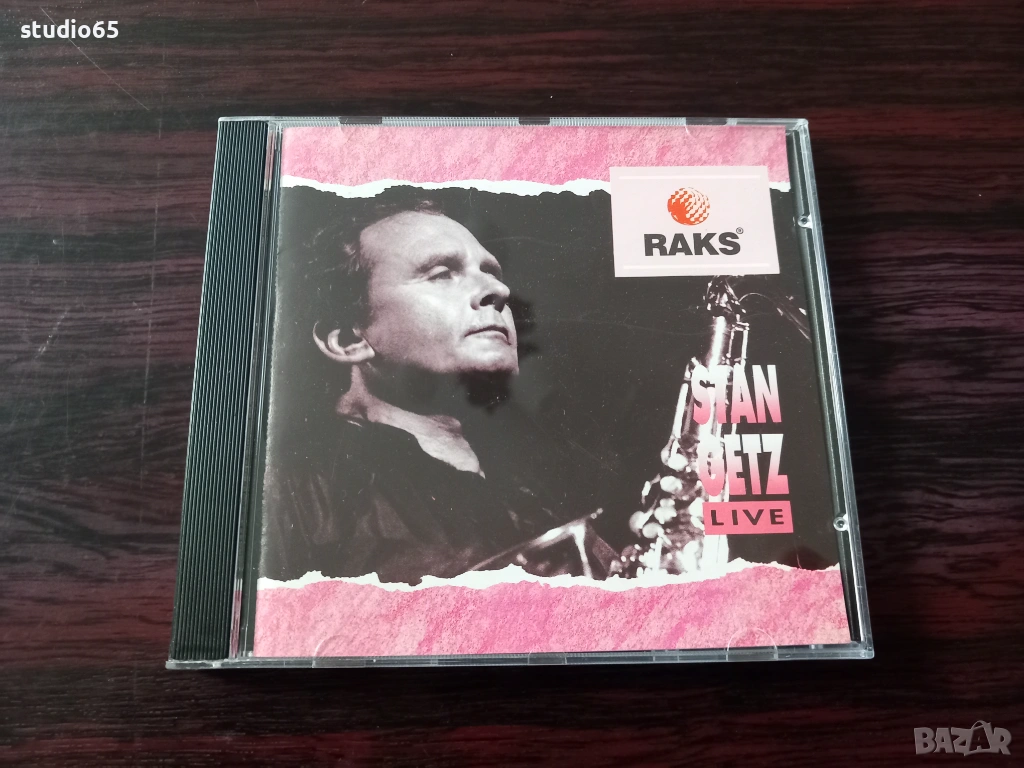 studio65
RAKS®
STAN
GETZ
LIVE
BAZAR